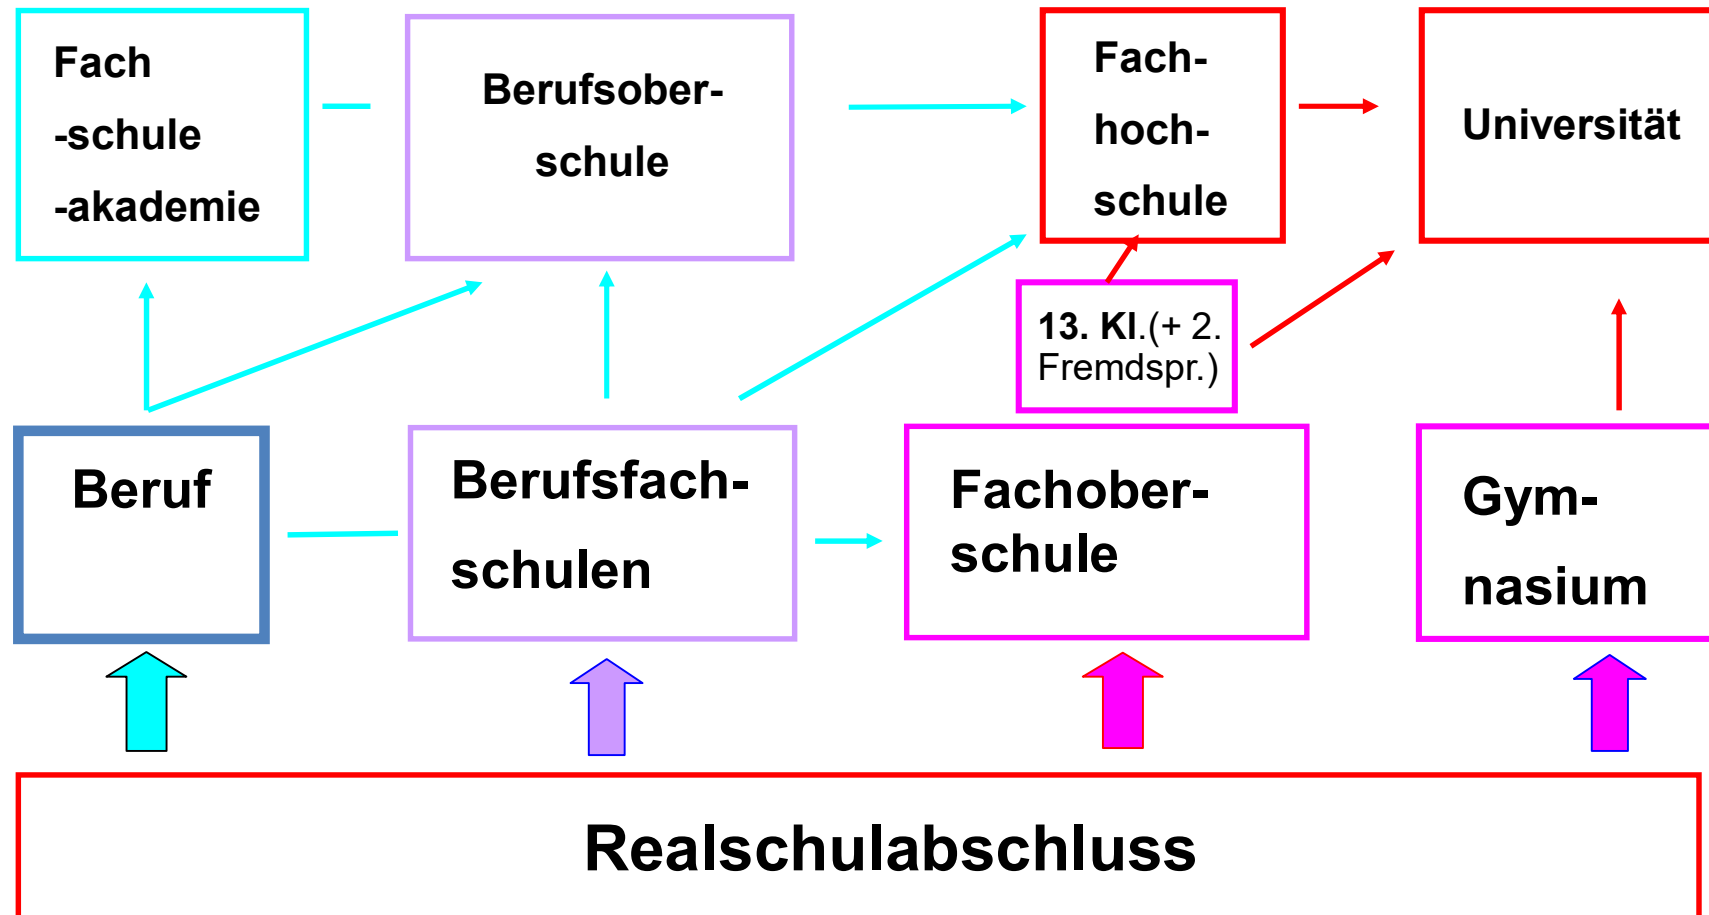 Fach
-schule
-akademie
Berufsober-
schule
Fach-
hoch-
schule
Universität
13. Kl.(+ 2.
Fremdspr.)
Beruf
Berufsfach-
schulen
Fachober-
schule
Gym-
nasium
Realschulabschluss